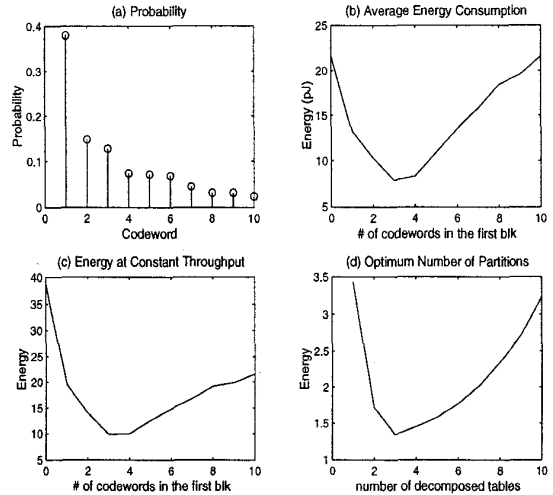 (a) Probability
0.4
0.3
0.2
0.1
0
Probability
0 2 4 6 8 10
Codeword
(b) Average Energy Consumption
25
20
15
10
5
Energy (pJ)
0 2 4 6 8 10
# of codewords in the first blk
(c) Energy at Constant Throughput
40
35
30
25
20
15
10
5
Energy
0 2 4 6 8 10
# of codewords in the first blk
(d) Optimum Number of Partitions
3.5
3
2.5
2
1.5
1
Energy
0 2 4 6 8 10
number of decomposed tables